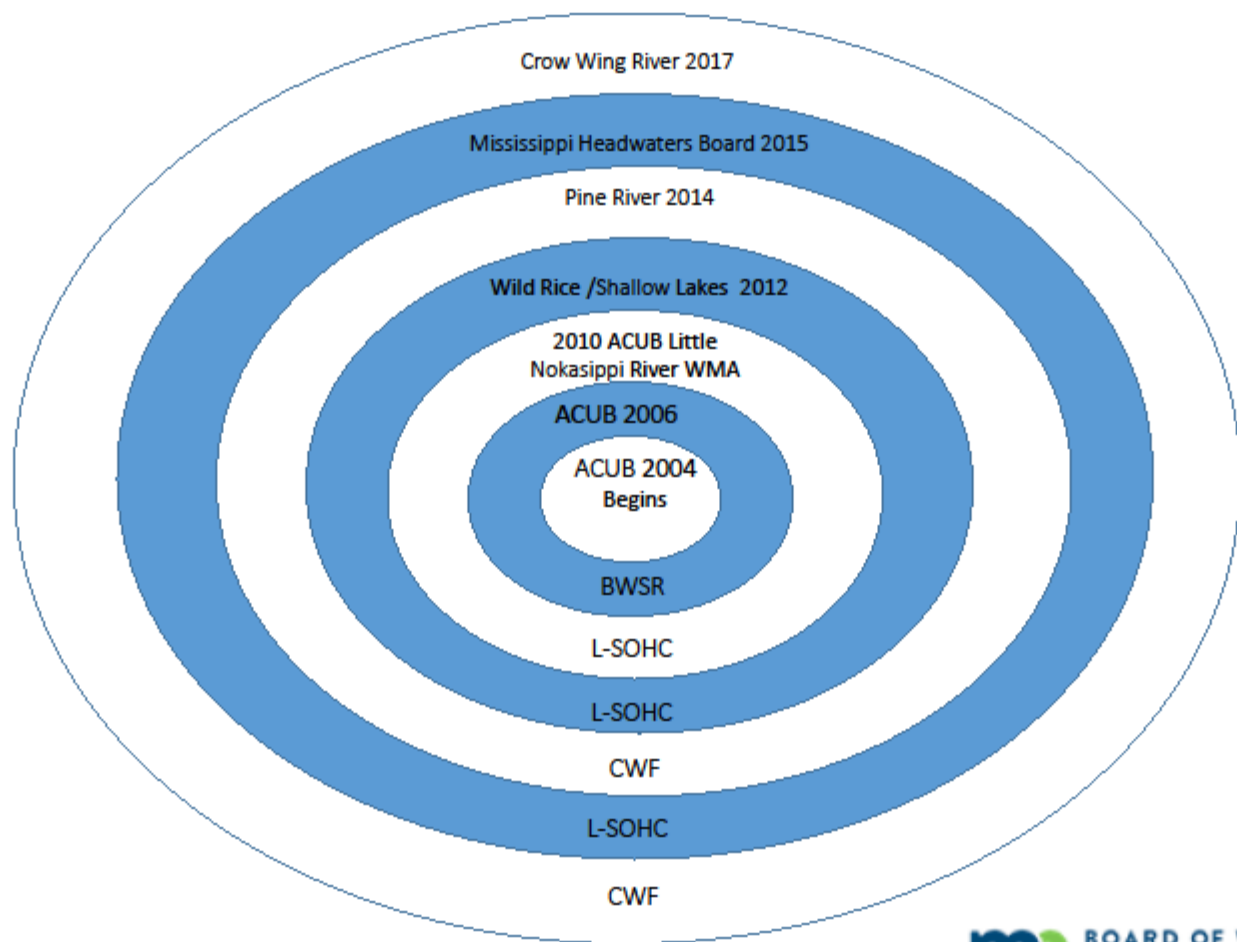 Crow Wing River 2017
Mississippi Headwaters Board 2015
Pine River 2014
Wild Rice /Shallow Lakes 2012
2010 ACUB Little
Nokasippi River WMA
ACUB 2006
ACUB 2004
Begins
BWSR
L-SOHC
L-SOHC
CWF
L-SOHC
CWF
BOARD OF